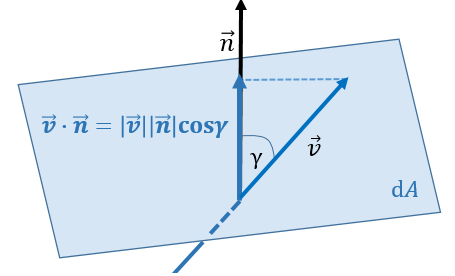 n⃗
v⃗ · n⃗ = |v⃗||n⃗|cosγ
γ
v⃗
dA